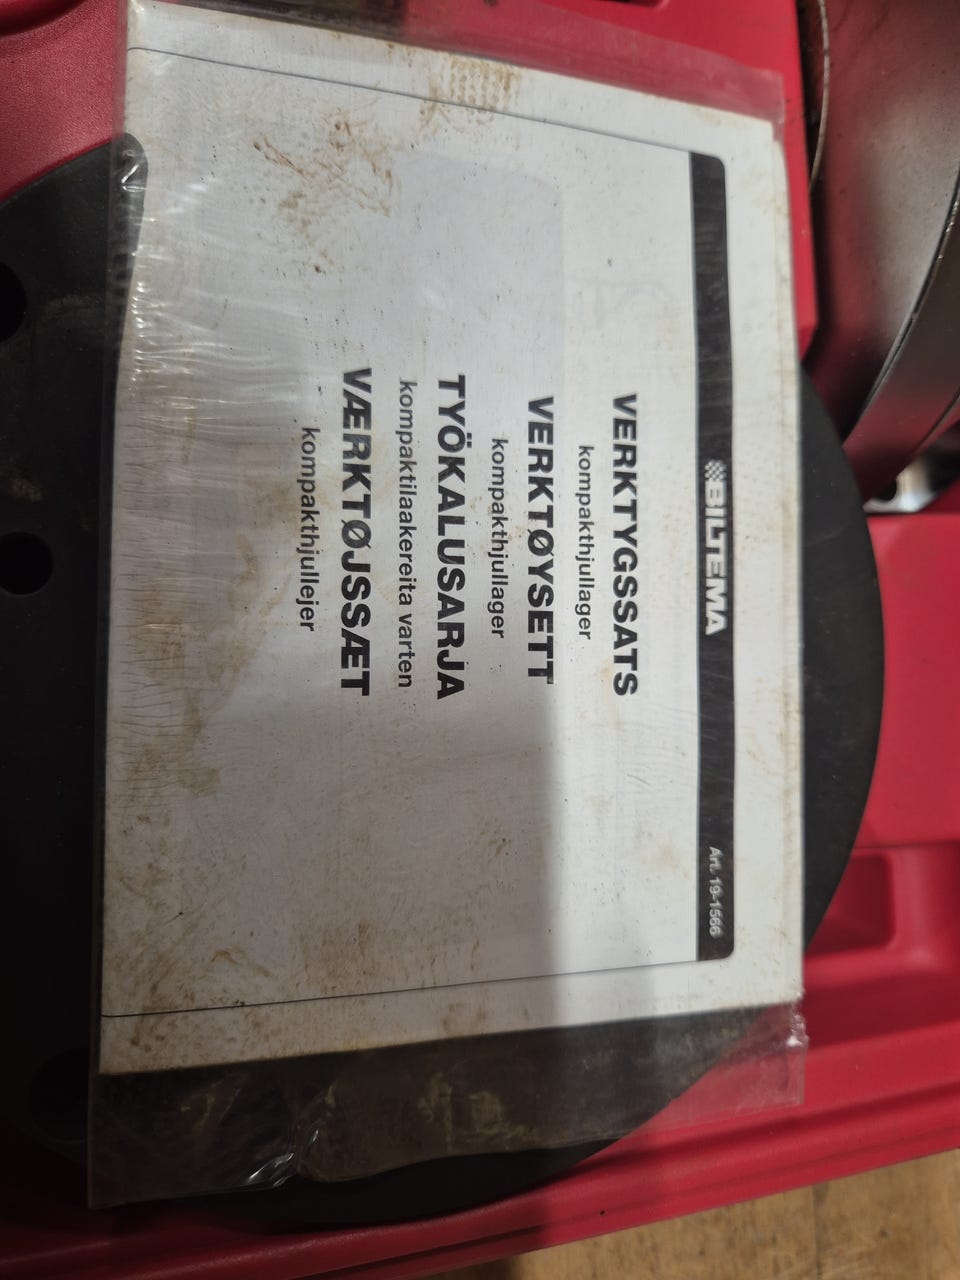 BILTEMA
Art. 19-1566
VERKTYGSSATS
kompakthjullager
VERKTØYSETT
kompakthjullager
TYÖKALUSARJA
kompaktilaakereita varten
VÆRKTØJSSÆT
kompakthjullejer